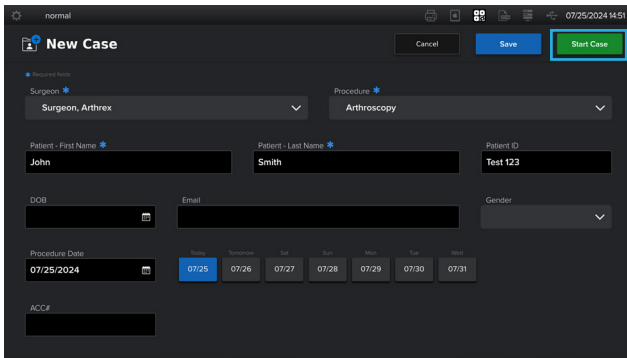 normal 07/25/2024 14:51
New Case Cancel Save Start Case
* Required fields
Surgeon * Procedure *
Surgeon, Arthrex Arthroscopy
Patient - First Name * Patient - Last Name * Patient ID
John Smith Test 123
DOB Email Gender
Procedure Date Today Tomorrow Sat Sun Mon Tue Wed
07/25/2024 07/25 07/26 07/27 07/28 07/29 07/30 07/31
ACC#